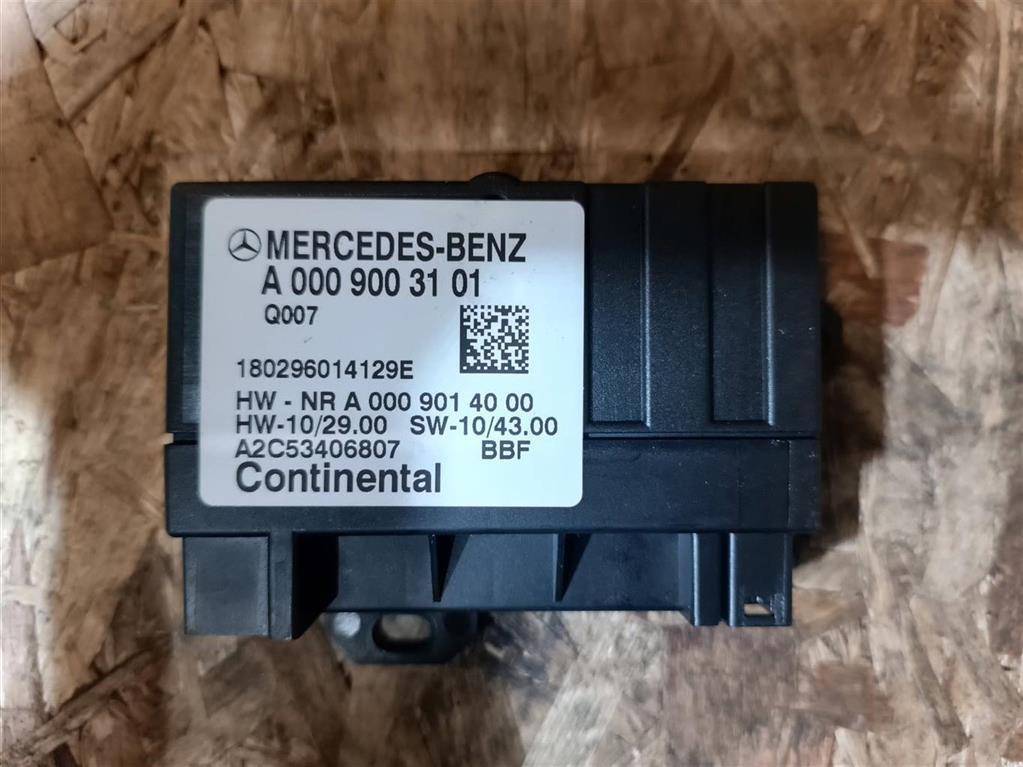 MERCEDES-BENZ
A 000 900 31 01
Q007
180296014129E
HW - NR A 000 901 40 00
HW-10/29.00 SW-10/43.00
A2C53406807 BBF
Continental